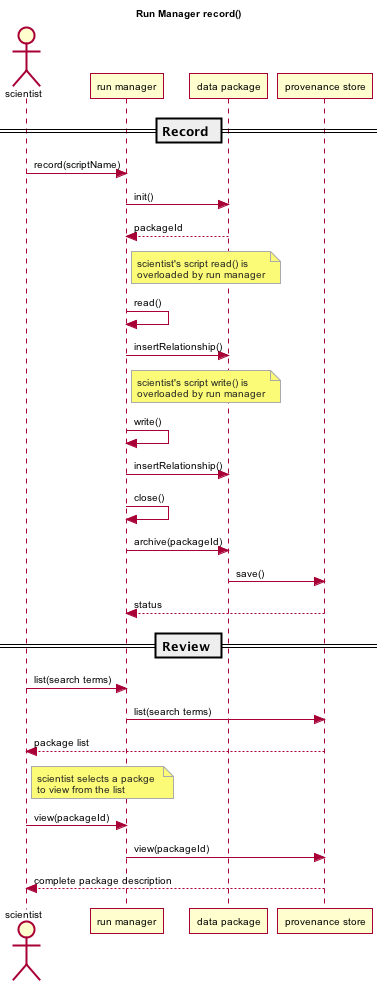 Run Manager record()
scientist
run manager
data package
provenance store
Record
record(scriptName)
init()
packageId
scientist's script read() is
overloaded by run manager
read()
insertRelationship()
scientist's script write() is
overloaded by run manager
write()
insertRelationship()
close()
archive(packageId)
save()
status
Review
list(search terms)
list(search terms)
package list
scientist selects a packge
to view from the list
view(packageId)
view(packageId)
complete package description
scientist
run manager
data package
provenance store